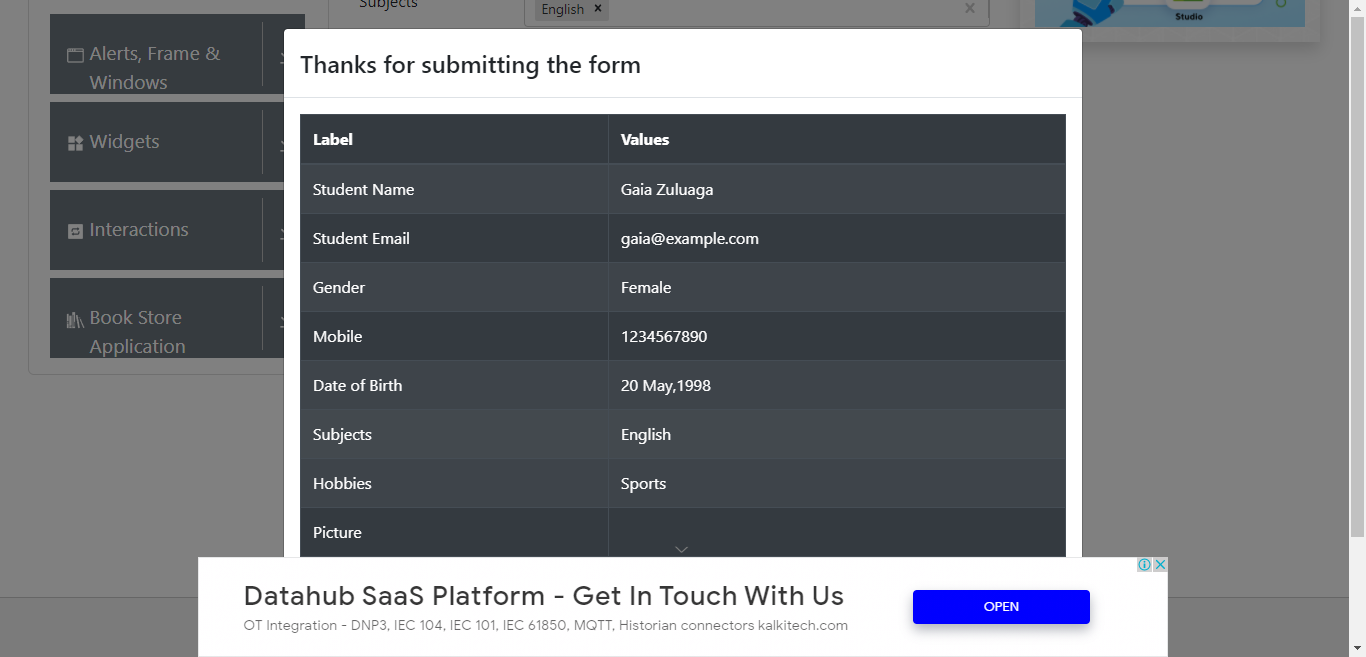 Subjects
English ×
×
Studio
Alerts, Frame &
Windows
Widgets
Interactions
Book Store
Application
Thanks for submitting the form
Label Values
Student Name Gaia Zuluaga
Student Email gaia@example.com
Gender Female
Mobile 1234567890
Date of Birth 20 May,1998
Subjects English
Hobbies Sports
Picture
Datahub SaaS Platform - Get In Touch With Us
OT Integration - DNP3, IEC 104, IEC 101, IEC 61850, MQTT, Historian connectors kalkitech.com
OPEN